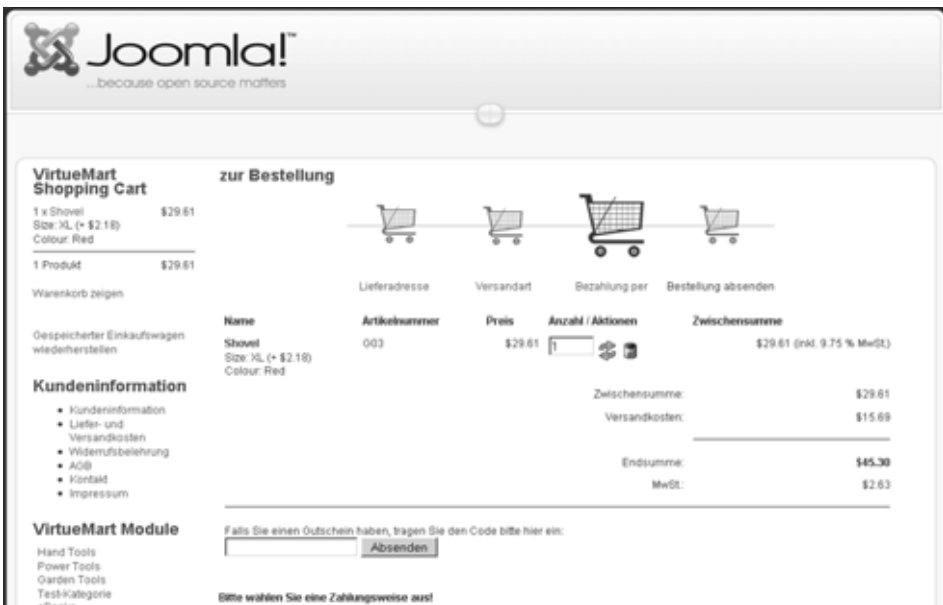 Joomla!™
...because open source matters
VirtueMart
Shopping Cart
1 x Shovel $29.61
Size: XL (+ $2.18)
Colour: Red
1 Produkt $29.61
Warenkorb zeigen
Gespeicherter Einkaufswagen
wiederherstellen
Kundeninformation
Kundeninformation
Liefer- und
Versandkosten
Widerrufsbelehrung
AGB
Kontakt
Impressum
VirtueMart Module
Hand Tools
Power Tools
Garden Tools
Test-Kategorie
zur Bestellung
Lieferadresse Versandart Bezahlung per Bestellung absenden
Name Artikelnummer Preis Anzahl / Aktionen Zwischensumme
Shovel G03 $29.61 1 $29.61 (inkl. 9.75 % MwSt.)
Size: XL (+ $2.18)
Colour: Red
Zwischensumme: $29.61
Versandkosten: $15.69
Endsumme: $45.30
MwSt.: $2.63
Falls Sie einen Gutschein haben, tragen Sie den Code bitte hier ein:
Absenden
Bitte wählen Sie eine Zahlungsweise aus!